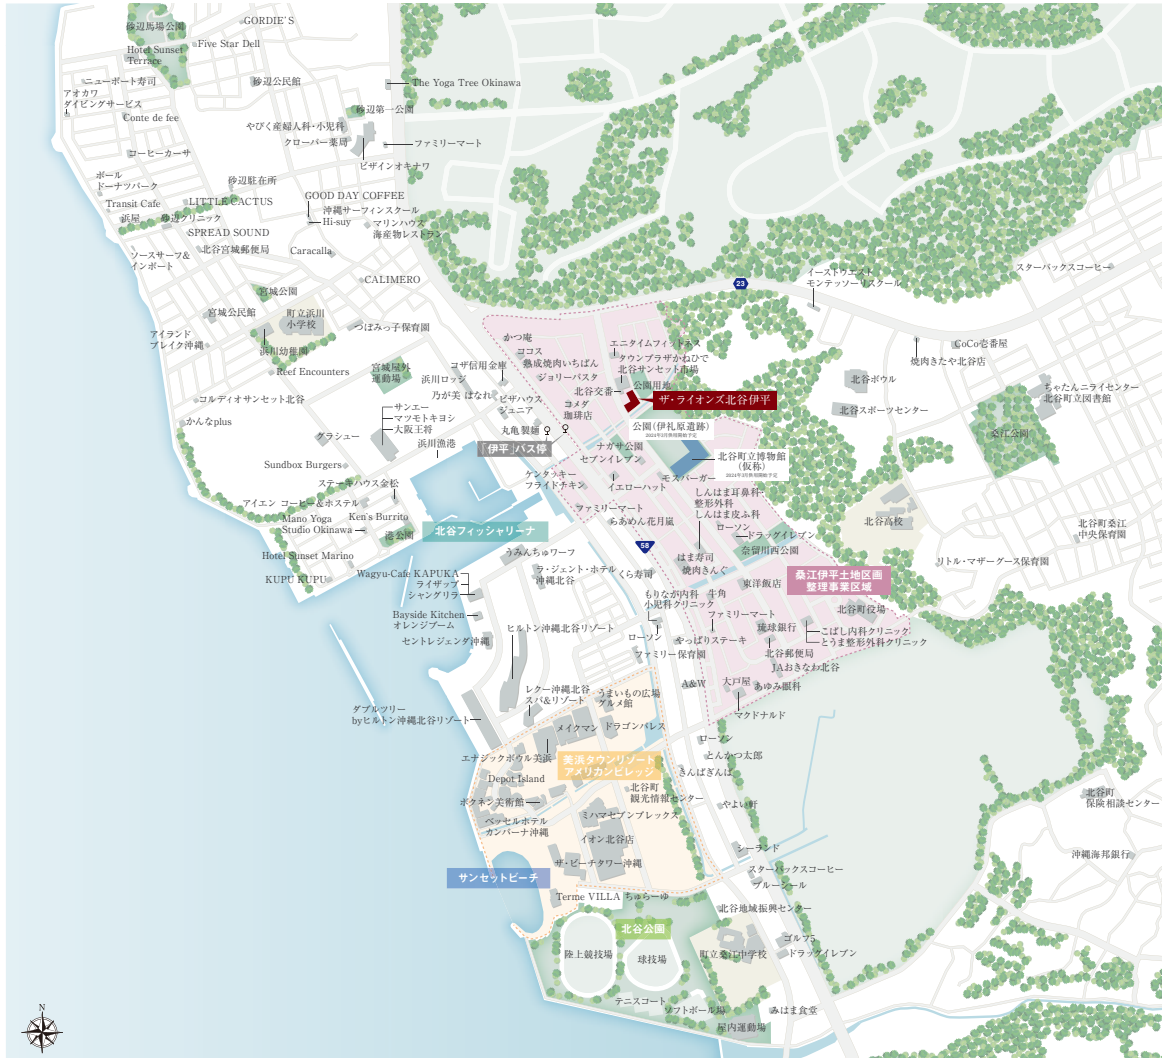 GORDIE'S
砂辺馬場公園
Five Star Dell
Hotel Sunset
Terrace
ニューポート寿司
砂辺公民館
The Yoga Tree Okinawa
アオカワ
ダイビングサービス
Conte de fee
砂辺第一公園
やびく産婦人科・小児科
クローバー薬局
ファミリーマート
コーヒーカーサ
ピザインオキナワ
ポール
ドーナツパーク
砂辺駐在所
Transit Cafe
LITTLE CACTUS
GOOD DAY COFFEE
浜屋
砂辺クリニック
沖縄サーフィンスクール
Hi-suy
マリンハウス
海産物レストラン
SPREAD SOUND
北谷宮城郵便局
Caracalla
ソースサーフ&
インポート
CALIMERO
イーストウエスト
モンテッソーリスクール
スターバックスコーヒー
23
宮城公園
宮城公民館
町立浜川
小学校
つぼみっ子保育園
アイランド
ブレイク沖縄
浜川幼稚園
かつ庵
ココス
熟成焼肉いちばん
ジョリーパスタ
エニタイムフィットネス
タウンプラザかねひで
北谷サンセット市場
CoCo壱番屋
焼肉きたや北谷店
Reef Encounters
宮城屋外
運動場
コザ信用金庫
浜川ロッジ
乃が美 はなれ
ピザハウス
ジュニア
北谷交番
公園用地
ザ・ライオンズ北谷伊平
コメダ
珈琲店
北谷ボウル
北谷スポーツセンター
ちゃたんニライセンター
北谷町立図書館
桑江公園
コルディオサンセット北谷
かんなplus
サンエー
マツモトキヨシ
大阪王将
グラシュー
浜川漁港
丸亀製麺
「伊平」バス停
公園(伊礼原遺跡)
ナガサ公園
セブンイレブン
北谷町立博物館
(仮称)
Sundbox Burgers
ステーキハウス金松
ケンタッキー
フライドチキン
イエローハット
モスバーガー
しんはま耳鼻科・
整形外科
しんはま皮ふ科
アイエン コーヒー&ホステル
Mano Yoga
Studio Okinawa
Ken's Burrito
港公園
ファミリーマート
らあめん花月嵐
ローソン
ドラッグイレブン
奈留川西公園
北谷高校
北谷町桑江
中央保育園
北谷フィッシャリーナ
58
Hotel Sunset Marino
うみんちゅワーフ
はま寿司
焼肉きんぐ
リトル・マザーグース保育園
KUPU KUPU
Wagyu-Cafe KAPUKA
ライザップ
シャングリラ
ラ・ジェント・ホテル
沖縄北谷
くら寿司
東洋飯店
桑江伊平土地区画
整理事業区域
もりなが内科
小児科クリニック
牛角
ファミリーマート
北谷町役場
Bayside Kitchen
オレンジブーム
セントレジェンダ沖縄
ヒルトン沖縄北谷リゾート
ローソン
ファミリー保育園
やっぱりステーキ
琉球銀行
こばし内科クリニック
とうま整形外科クリニック
北谷郵便局
JAおきなわ北谷
A&W
大戸屋
あゆみ眼科
マクドナルド
レクー沖縄北谷
スパ&リゾート
うまいもの広場
グルメ館
ダブルツリー
byヒルトン沖縄北谷リゾート
メイクマン
ドラゴンパレス
ローソン
とんかつ太郎
エナジックボウル美浜
美浜タウンリゾート
アメリカンビレッジ
きんぱぎんぱ
Depot Island
北谷町
観光情報センター
ボクネン美術館
やよい軒
北谷町
保険相談センター
ベッセルホテル
カンパーナ沖縄
ミハマセブンプレックス
イオン北谷店
シーランド
沖縄海邦銀行
ザ・ビーチタワー沖縄
スターバックスコーヒー
ブルーシール
サンセットビーチ
Terme VILLA ちゅらーゆ
北谷地域振興センター
北谷公園
陸上競技場
球技場
町立桑江中学校
ゴルフ5
ドラッグイレブン
テニスコート
ソフトボール場
みはま食堂
屋内運動場
N